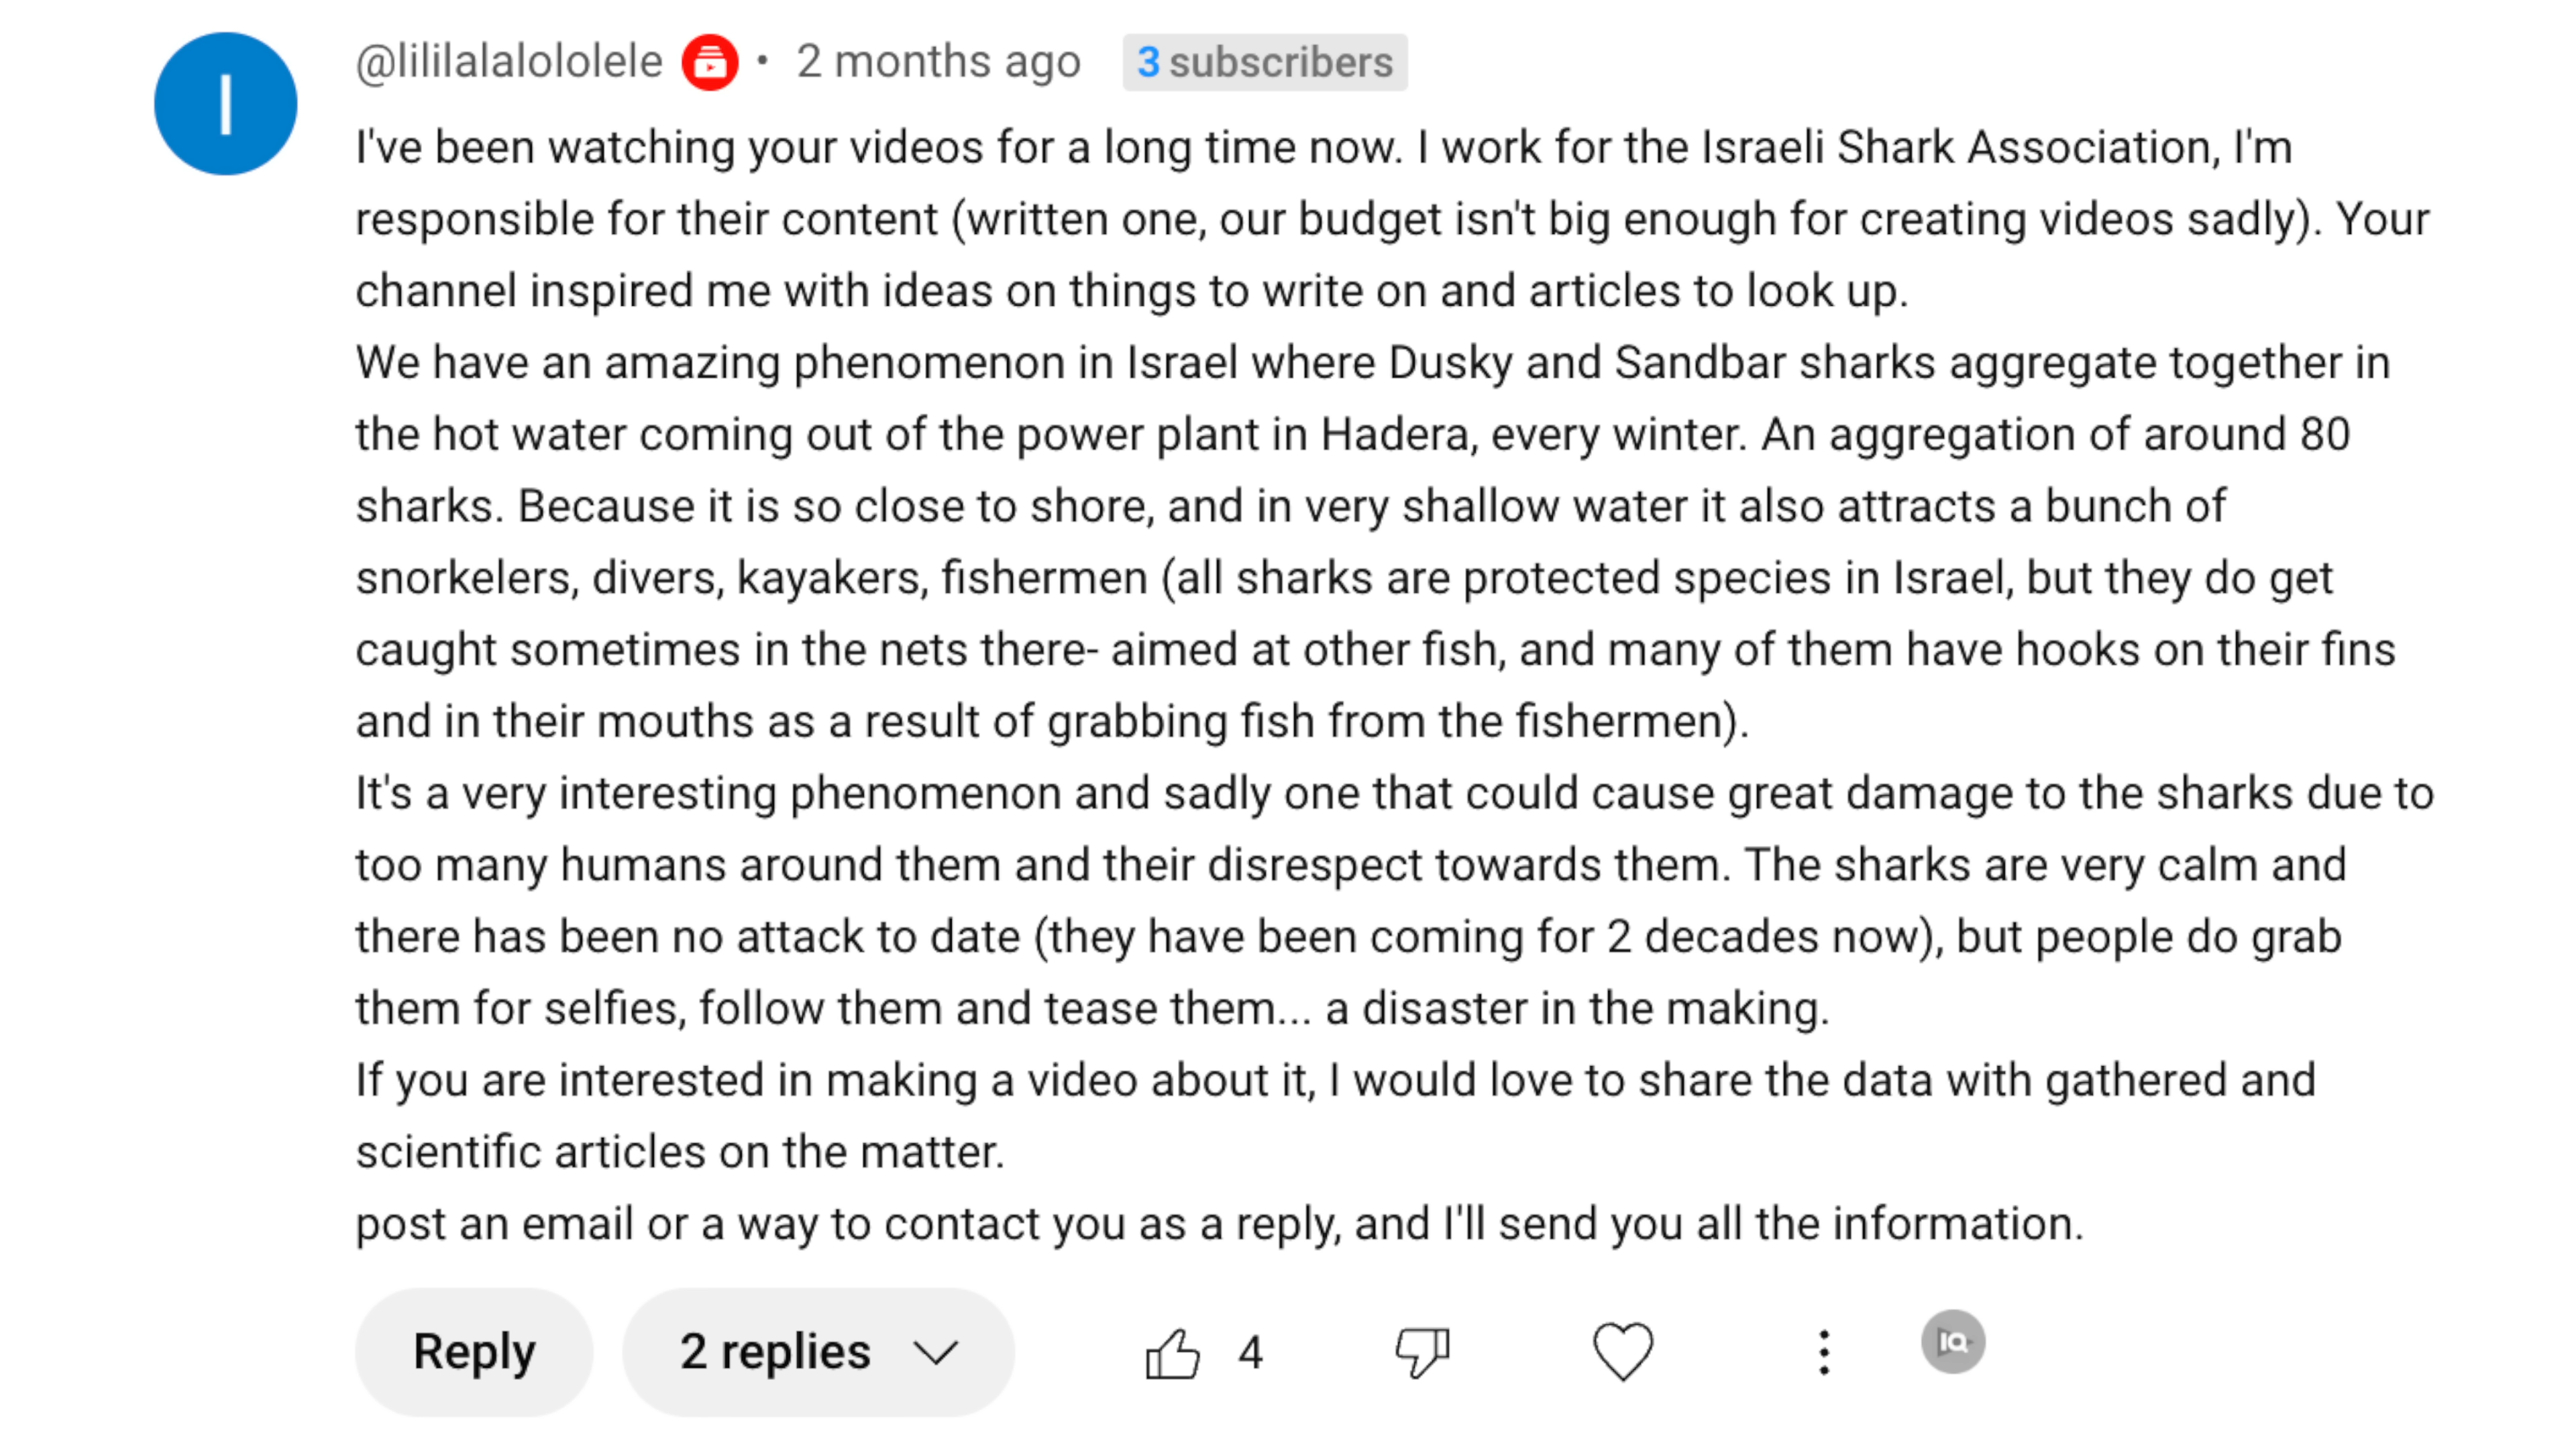 I
@lililalalololele • 2 months ago 3 subscribers
I've been watching your videos for a long time now. I work for the Israeli Shark Association, I'm
responsible for their content (written one, our budget isn't big enough for creating videos sadly). Your
channel inspired me with ideas on things to write on and articles to look up.
We have an amazing phenomenon in Israel where Dusky and Sandbar sharks aggregate together in
the hot water coming out of the power plant in Hadera, every winter. An aggregation of around 80
sharks. Because it is so close to shore, and in very shallow water it also attracts a bunch of
snorkelers, divers, kayakers, fishermen (all sharks are protected species in Israel, but they do get
caught sometimes in the nets there- aimed at other fish, and many of them have hooks on their fins
and in their mouths as a result of grabbing fish from the fishermen).
It's a very interesting phenomenon and sadly one that could cause great damage to the sharks due to
too many humans around them and their disrespect towards them. The sharks are very calm and
there has been no attack to date (they have been coming for 2 decades now), but people do grab
them for selfies, follow them and tease them... a disaster in the making.
If you are interested in making a video about it, I would love to share the data with gathered and
scientific articles on the matter.
post an email or a way to contact you as a reply, and I'll send you all the information.
Reply 2 replies 4 IQ